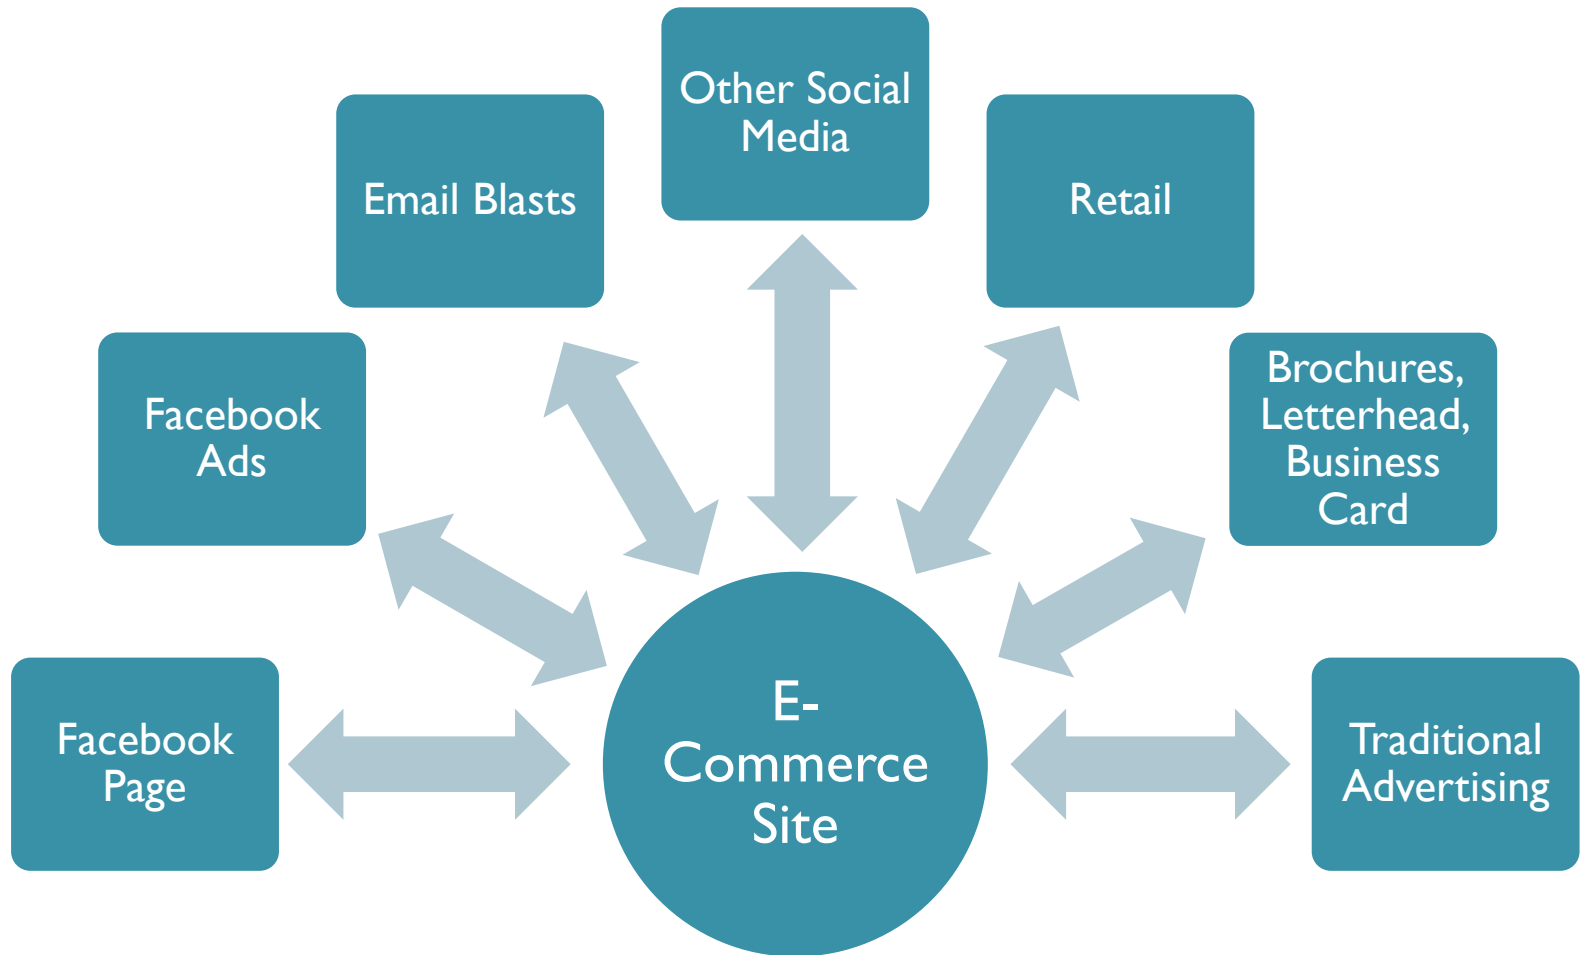 Other Social
Media
Email Blasts
Retail
Facebook
Ads
Brochures,
Letterhead,
Business
Card
Facebook
Page
E-
Commerce
Site
Traditional
Advertising